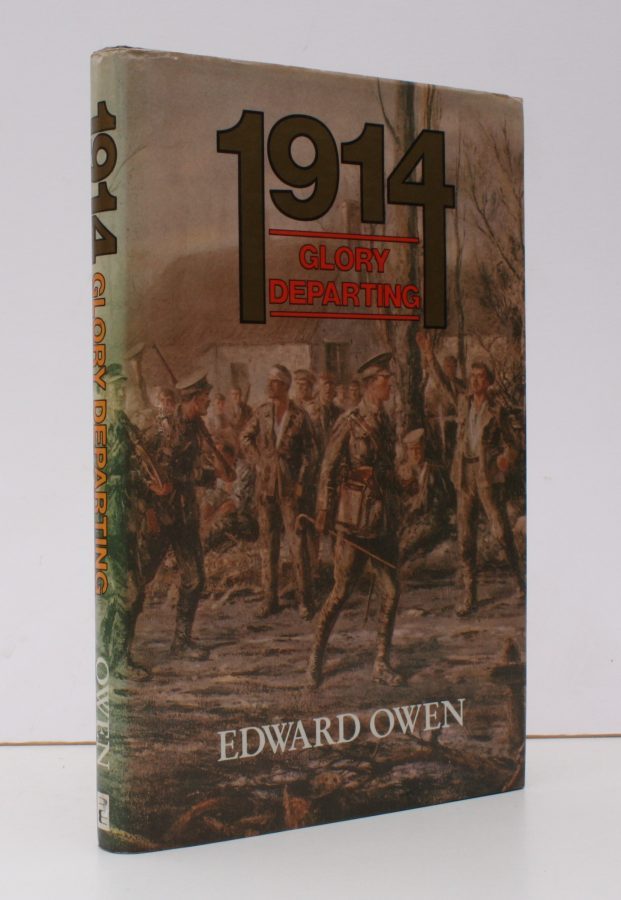 1914
GLORY
DEPARTING
EDWARD OWEN
1914 GLORY DEPARTING OWEN